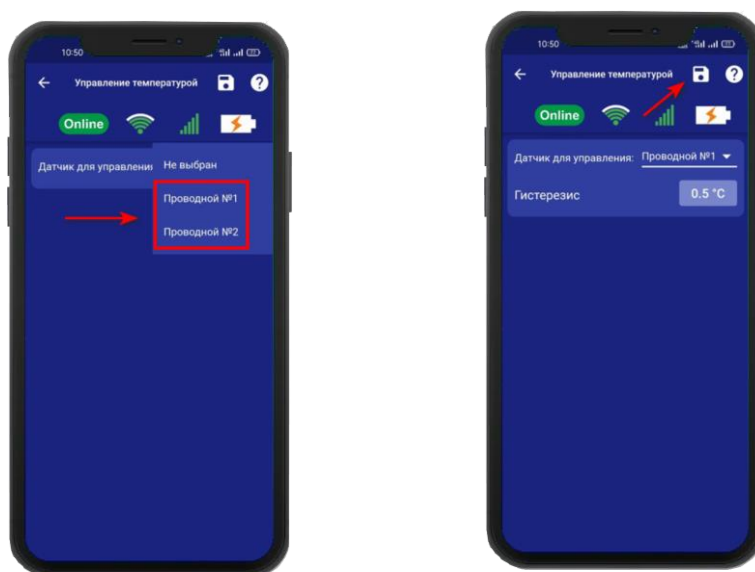 10:50
Управление температурой
Online
Датчик для управления
Не выбран
Проводной №1
Проводной №2
10:50
Управление температурой
Online
Датчик для управления:
Проводной №1
Гистерезис
0.5 °C